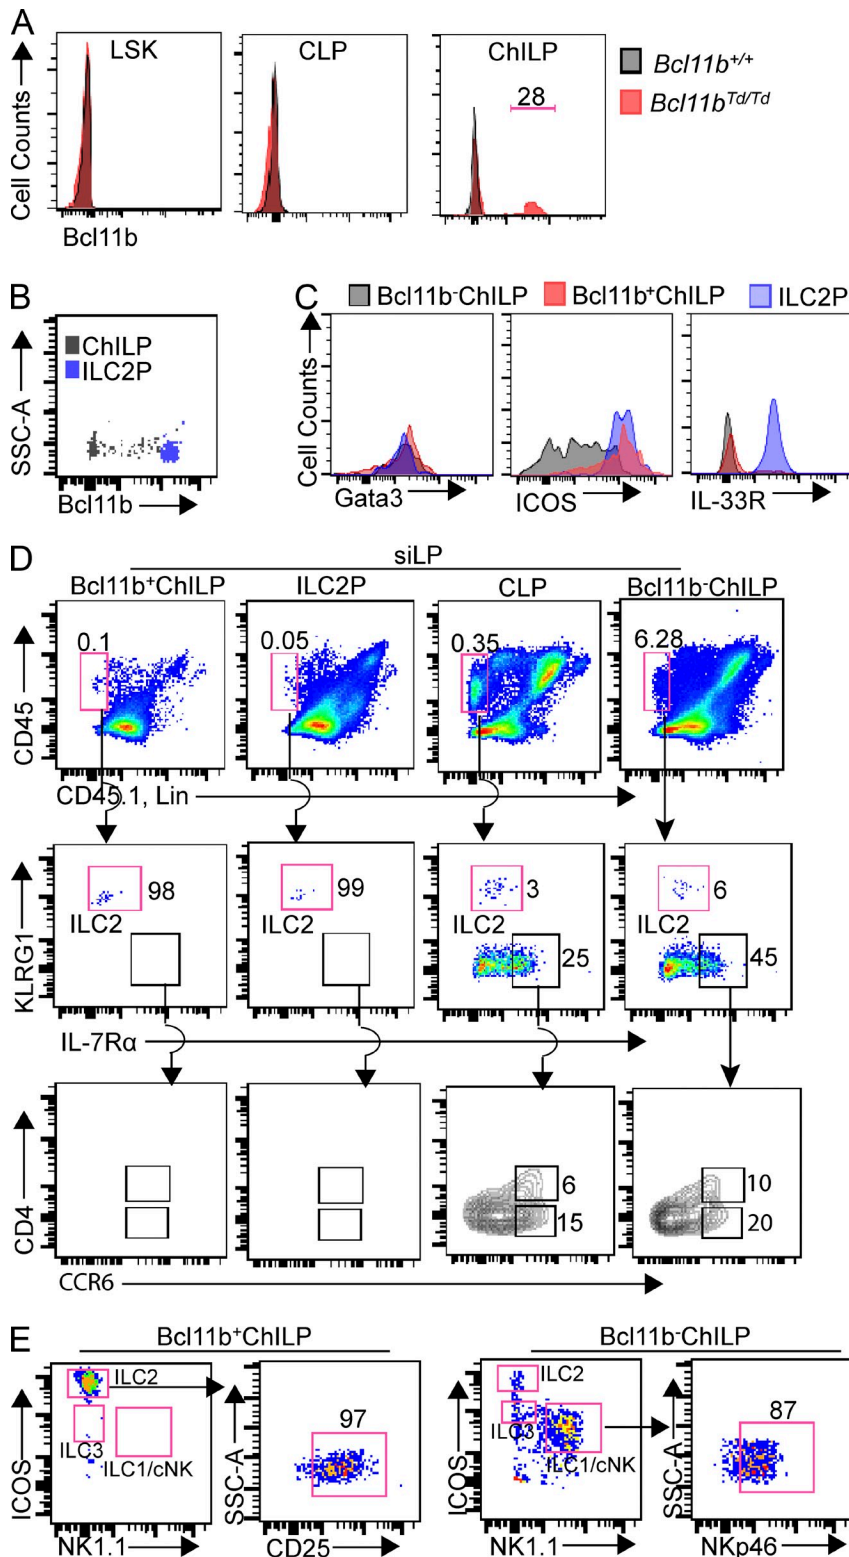 A
LSK
CLP
ChILP
28
Bcl11b+/+
Bcl11bTd/Td
Cell Counts
Bcl11b
B
ChILP
ILC2P
SSC-A
Bcl11b
C
Bcl11b-ChILP
Bcl11b+ChILP
ILC2P
Cell Counts
Gata3
ICOS
IL-33R
D
siLP
Bcl11b+ChILP
ILC2P
CLP
Bcl11b-ChILP
0.1
0.05
0.35
6.28
CD45
CD45.1, Lin
98
99
3
6
ILC2
ILC2
ILC2
ILC2
25
45
KLRG1
IL-7Rα
6
10
15
20
CD4
CCR6
E
Bcl11b+ChILP
Bcl11b-ChILP
ILC2
ILC3
ILC1/cNK
ICOS
NK1.1
97
SSC-A
CD25
ILC2
ILC3
ILC1/cNK
ICOS
NK1.1
87
SSC-A
NKp46